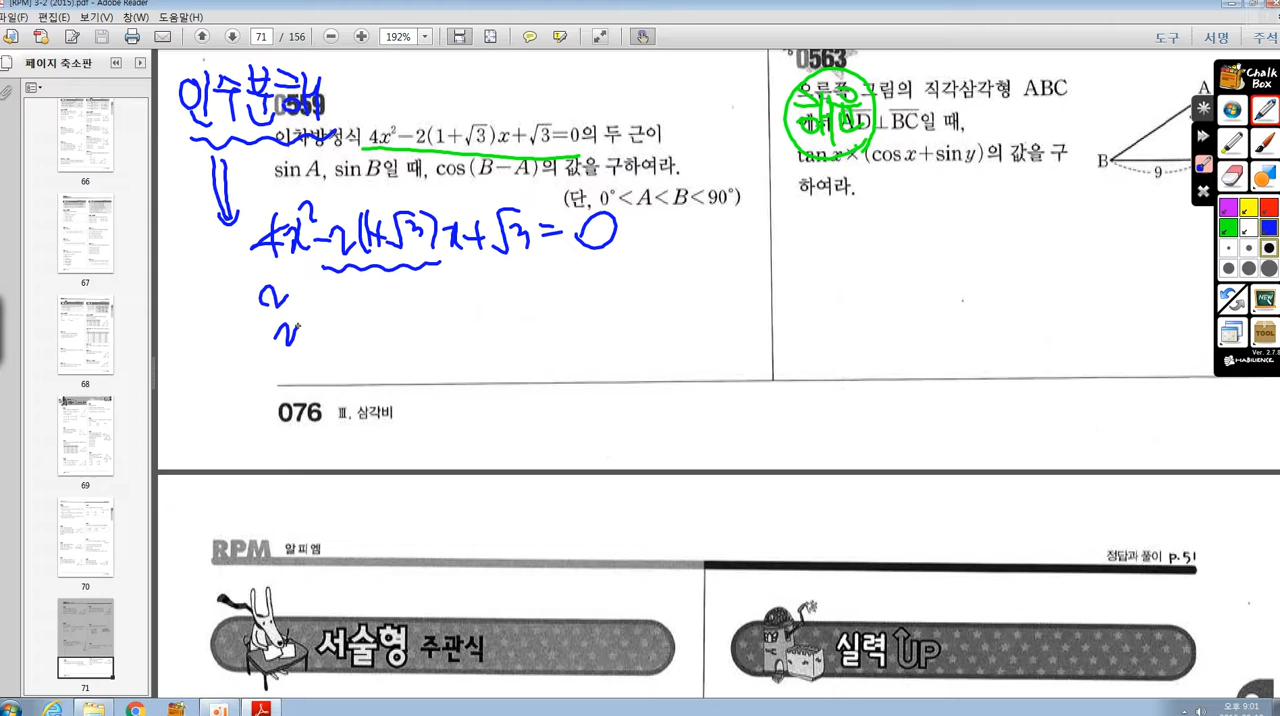 [RPM] 3-2 (2015).pdf - Adobe Reader
파일(F) 편집(E) 보기(V) 창(W) 도움말(H)
71 / 156 192% 도구 서명 주석
페이지 축소판
66
67
68
69
70
71
인수분해
0559
이차방정식 4x²-2(1+√3)x+√3=0의 두 근이
sin A, sin B일 때, cos (B-A)의 값을 구하여라.
(단, 0°<A<B<90°)
4x²-2(1+√3)x+√3=0
2
2
076 Ⅲ. 삼각비
0563
오른쪽 그림의 직각삼각형 ABC
에서 AD⊥BC일 때,
tan x×(cos x+sin y)의 값을 구
하여라.
A
B
9
RPM 알피엠
정답과 풀이 p.51
서술형 주관식
실력 UP
Chalk Box
NEW
TOOL
Ver. 2.7.8
HABILIENCE
오후 9:01